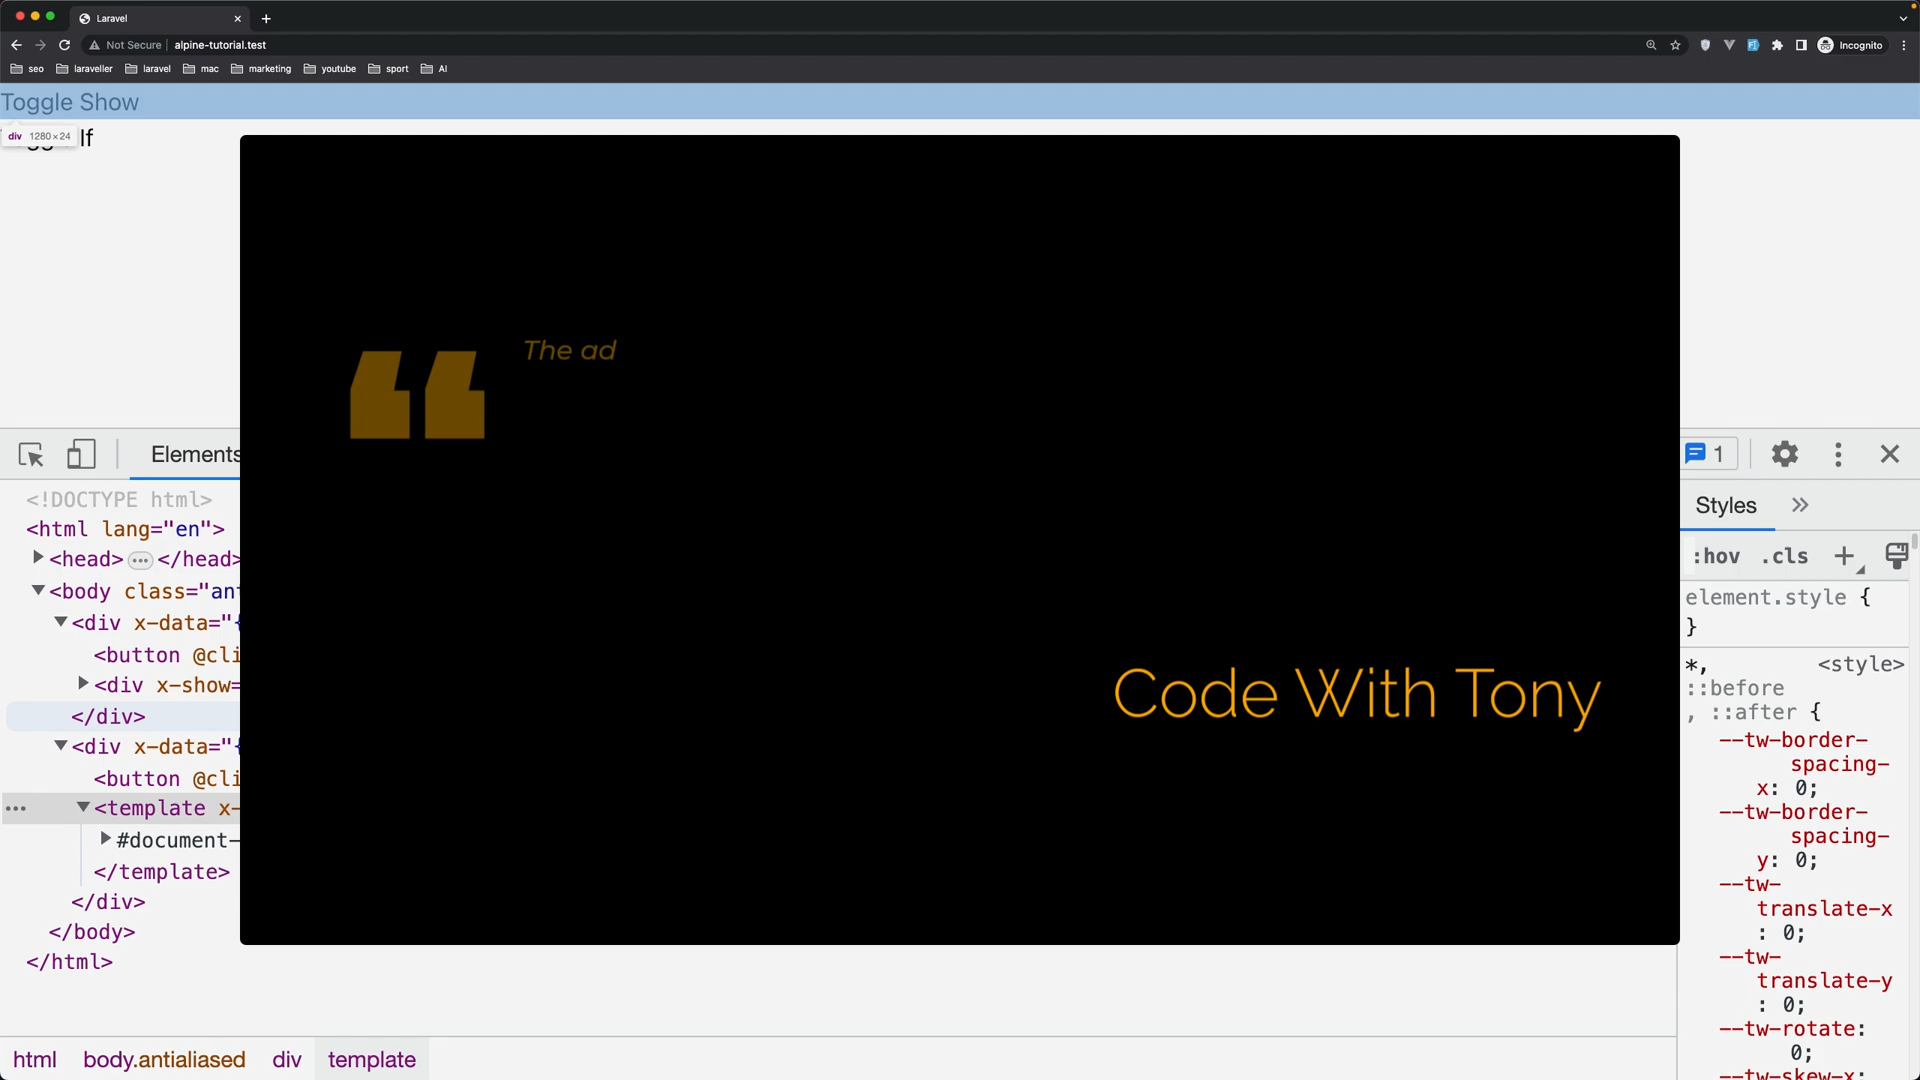 Laravel
Not Secure
alpine-tutorial.test
Incognito
seo
laraveller
laravel
mac
marketing
youtube
sport
AI
Toggle Show
div 1280×24
If
The ad
Code With Tony
Elements
1
<!DOCTYPE html>
<html lang="en">
<head> … </head>
<body class="an
<div x-data="{
<button @cli
<div x-show=
</div>
<div x-data="{
<button @cli
<template x-
#document-
</template>
</div>
</body>
</html>
Styles
:hov .cls
element.style {
}
*, <style>
::before
, ::after {
--tw-border-
spacing-
x: 0;
--tw-border-
spacing-
y: 0;
--tw-
translate-x
: 0;
--tw-
translate-y
: 0;
--tw-rotate:
0;
--tw-skew-x:
html
body.antialiased
div
template